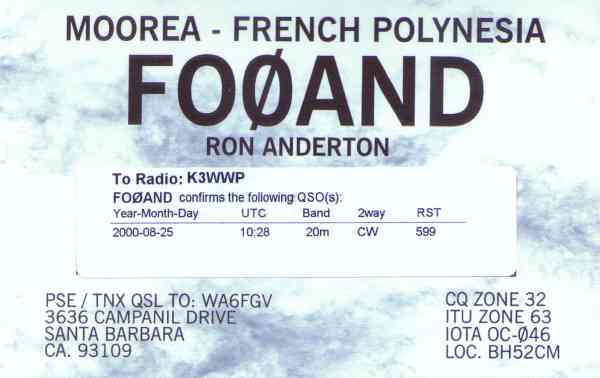 MOOREA - FRENCH POLYNESIA
FOØAND
RON ANDERTON
To Radio: K3WWP
FOØAND confirms the following QSO(s):
Year-Month-Day UTC Band 2way RST
2000-08-25 10:28 20m CW 599
PSE / TNX QSL TO: WA6FGV
3636 CAMPANIL DRIVE
SANTA BARBARA
CA. 93109
CQ ZONE 32
ITU ZONE 63
IOTA OC-Ø46
LOC. BH52CM